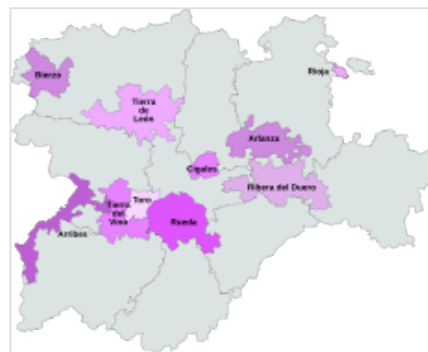 Bierzo
Rioja
Tierra
de
León
Arlanza
Cigales
Ribera del Duero
Toro
Tierra
del
Vino
Rueda
Arribes